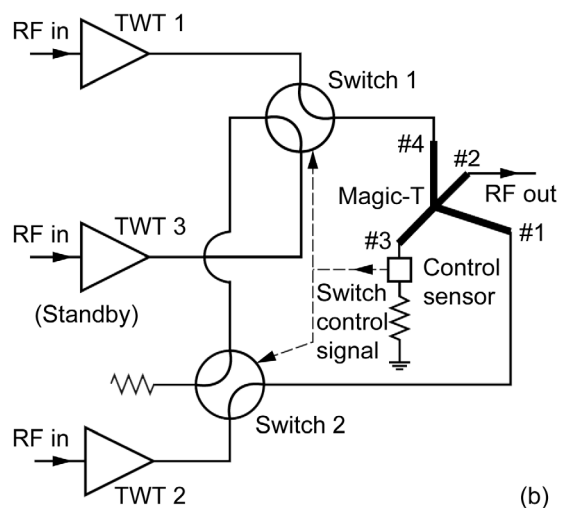 TWT 1
RF in
Switch 1
#4
#2
Magic-T
RF out
#1
RF in
TWT 3
#3
(Standby)
Control
sensor
Switch
control
signal
Switch 2
RF in
TWT 2
(b)